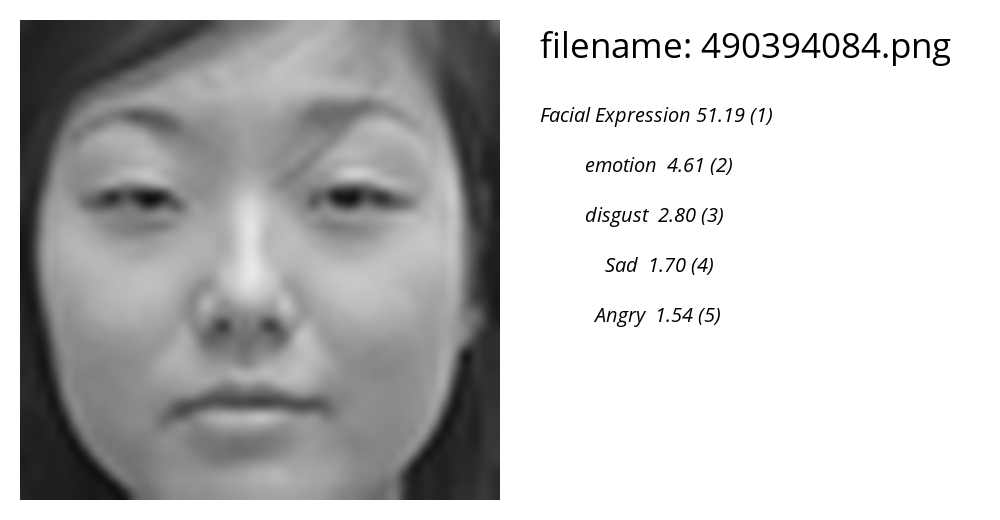 filename: 490394084.png
Facial Expression 51.19 (1)
emotion 4.61 (2)
disgust 2.80 (3)
Sad 1.70 (4)
Angry 1.54 (5)